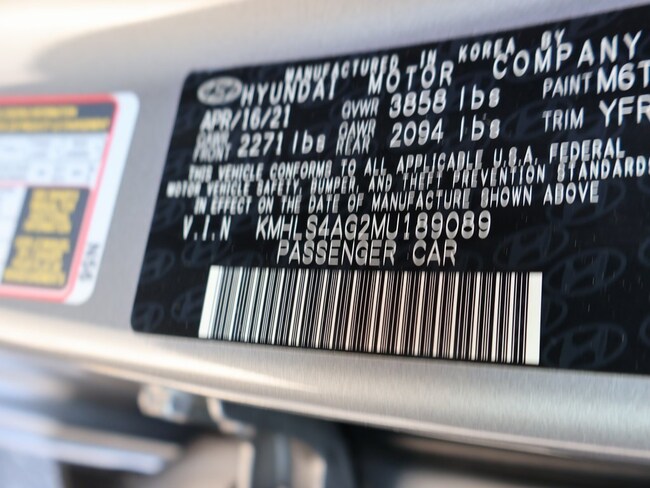 MANUFACTURED IN KOREA BY
HYUNDAI MOTOR COMPANY
APR/16/21 GVWR 3858 lbs PAINT M6T
FRONT 2271 lbs GAWR REAR 2094 lbs TRIM YFR
THIS VEHICLE CONFORMS TO ALL APPLICABLE U.S.A. FEDERAL
MOTOR VEHICLE SAFETY, BUMPER, AND THEFT PREVENTION STANDARDS
IN EFFECT ON THE DATE OF MANUFACTURE SHOWN ABOVE
V.I.N KMHLS4AG2MU189089
PASSENGER CAR